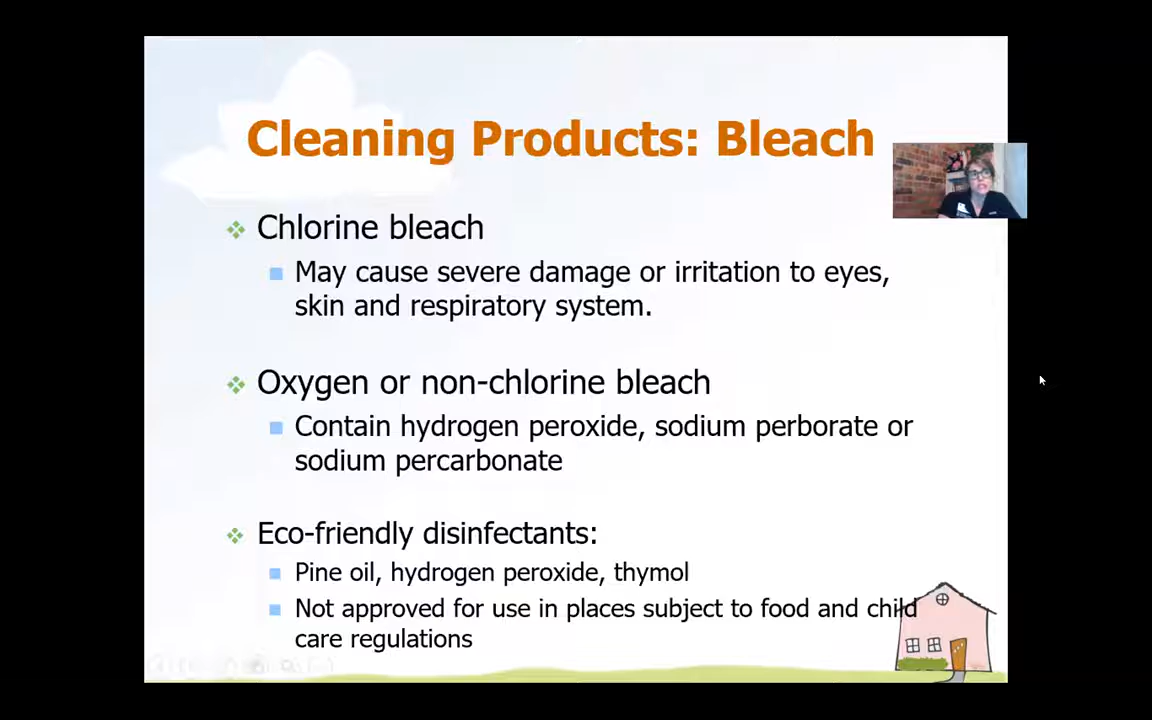 Cleaning Products: Bleach
Chlorine bleach
May cause severe damage or irritation to eyes,
skin and respiratory system.
Oxygen or non-chlorine bleach
Contain hydrogen peroxide, sodium perborate or
sodium percarbonate
Eco-friendly disinfectants:
Pine oil, hydrogen peroxide, thymol
Not approved for use in places subject to food and child
care regulations